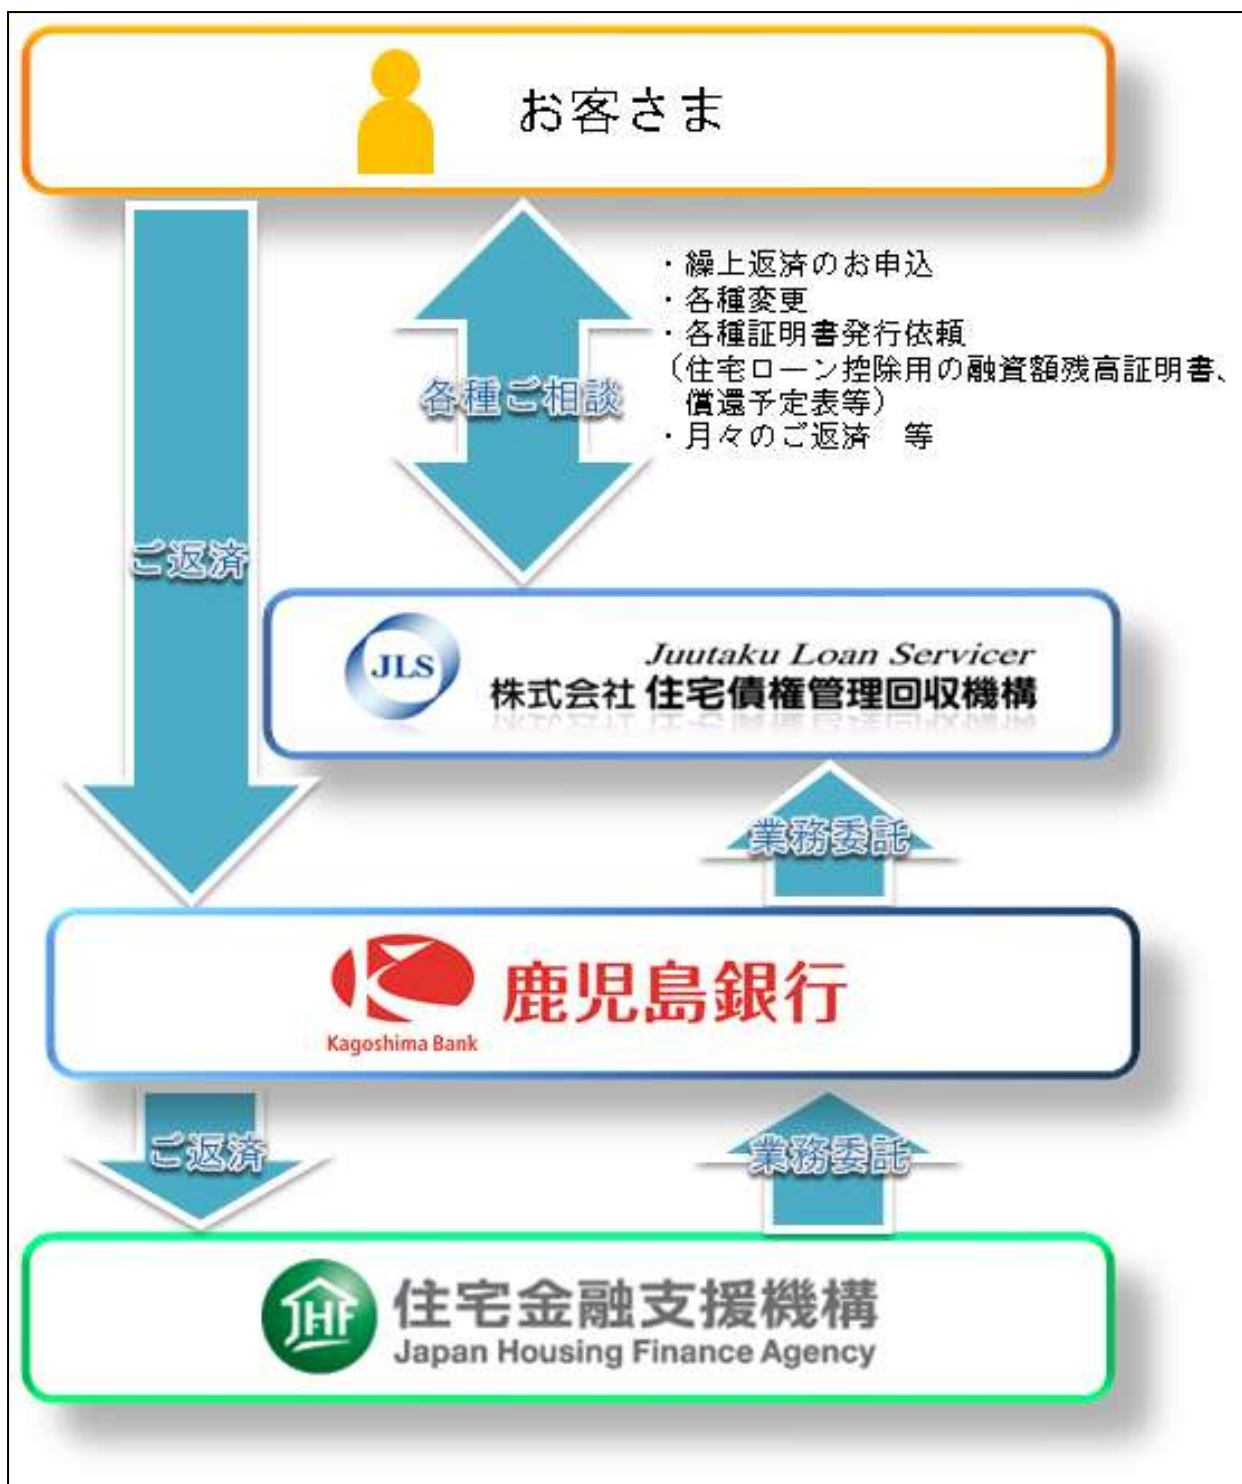 お客さま
・繰上返済のお申込
・各種変更
・各種証明書発行依頼
（住宅ローン控除用の融資額残高証明書、
償還予定表等）
・月々のご返済　等
各種ご相談
ご返済
JLS
Juutaku Loan Servicer
株式会社 住宅債権管理回収機構
業務委託
鹿児島銀行
Kagoshima Bank
ご返済
業務委託
JHF
住宅金融支援機構
Japan Housing Finance Agency